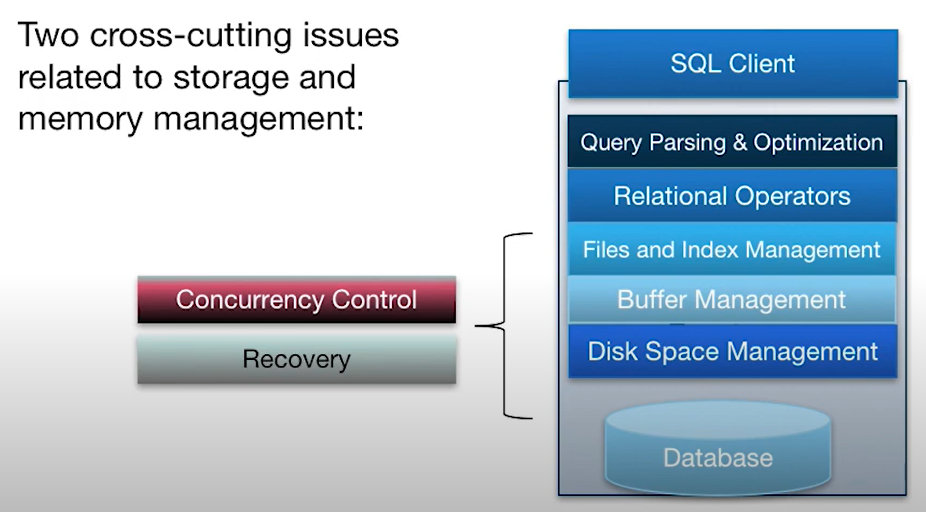 Two cross-cutting issues
related to storage and
memory management:
SQL Client
Query Parsing & Optimization
Relational Operators
Files and Index Management
Buffer Management
Disk Space Management
Database
Concurrency Control
Recovery